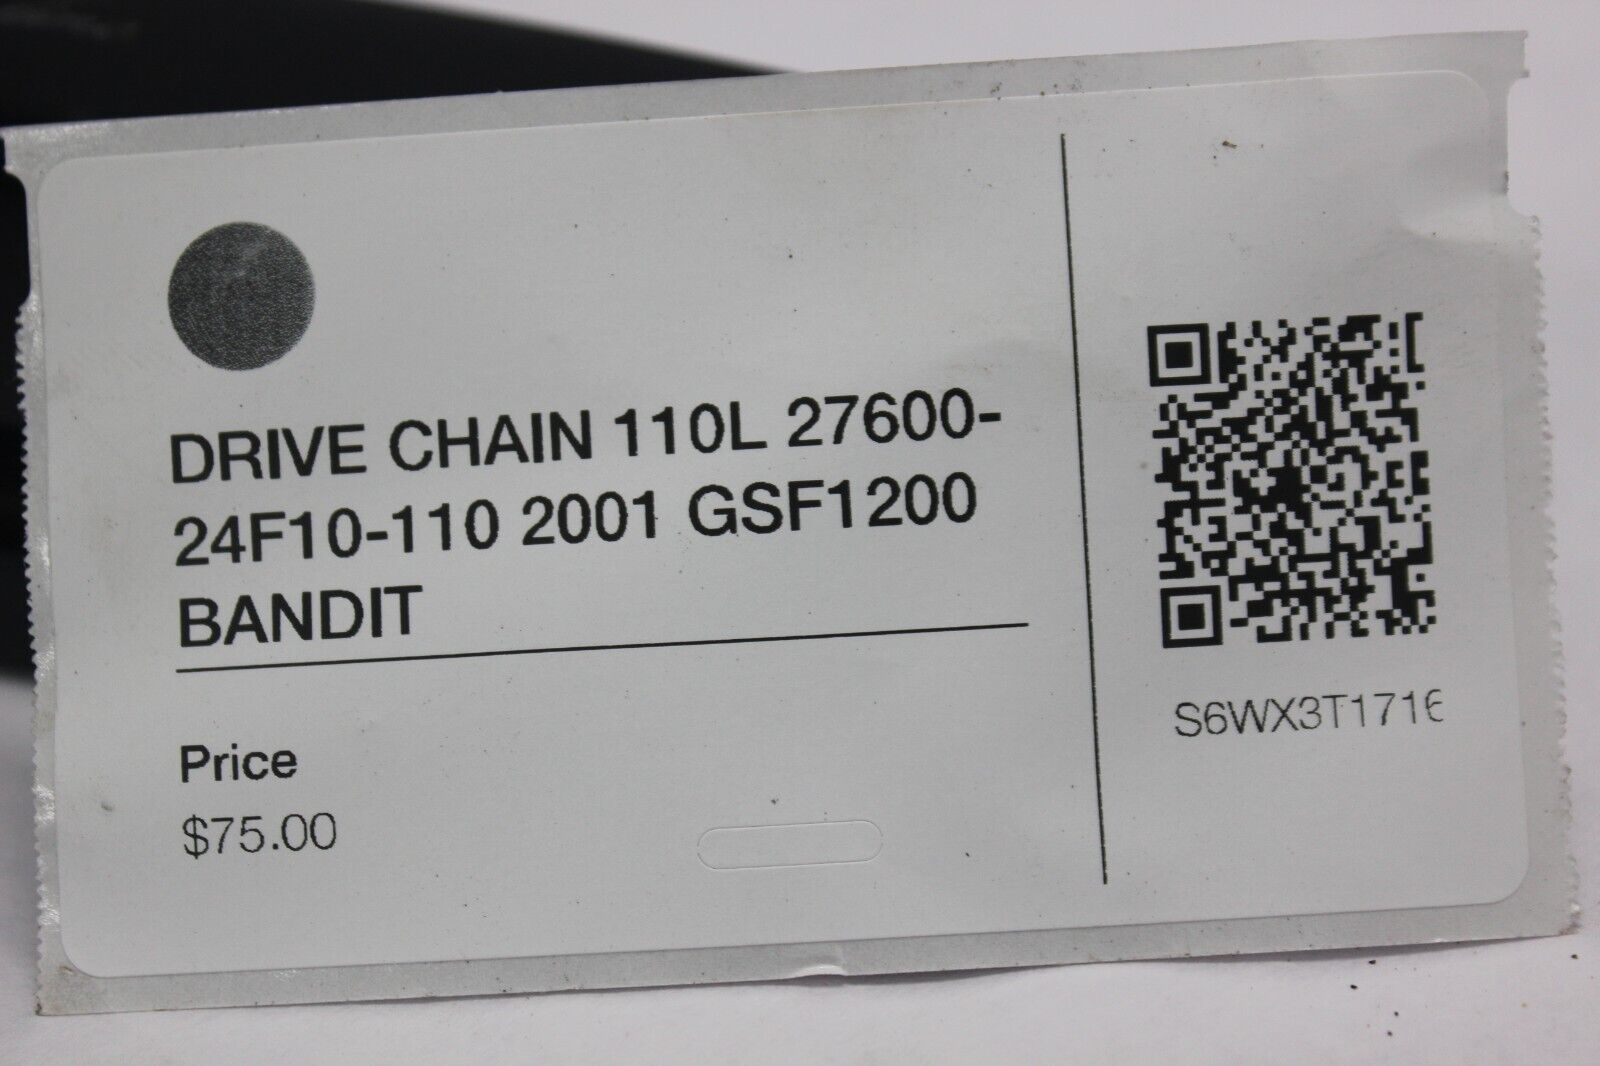 DRIVE CHAIN 110L 27600-
24F10-110 2001 GSF1200
BANDIT
Price
$75.00
S6WX3T1716